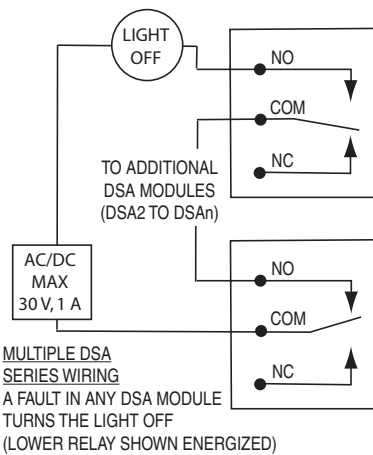 LIGHT
OFF
NO
COM
NC
TO ADDITIONAL
DSA MODULES
(DSA2 TO DSAn)
AC/DC
MAX
30 V, 1 A
NO
COM
NC
MULTIPLE DSA
SERIES WIRING
A FAULT IN ANY DSA MODULE
TURNS THE LIGHT OFF
(LOWER RELAY SHOWN ENERGIZED)